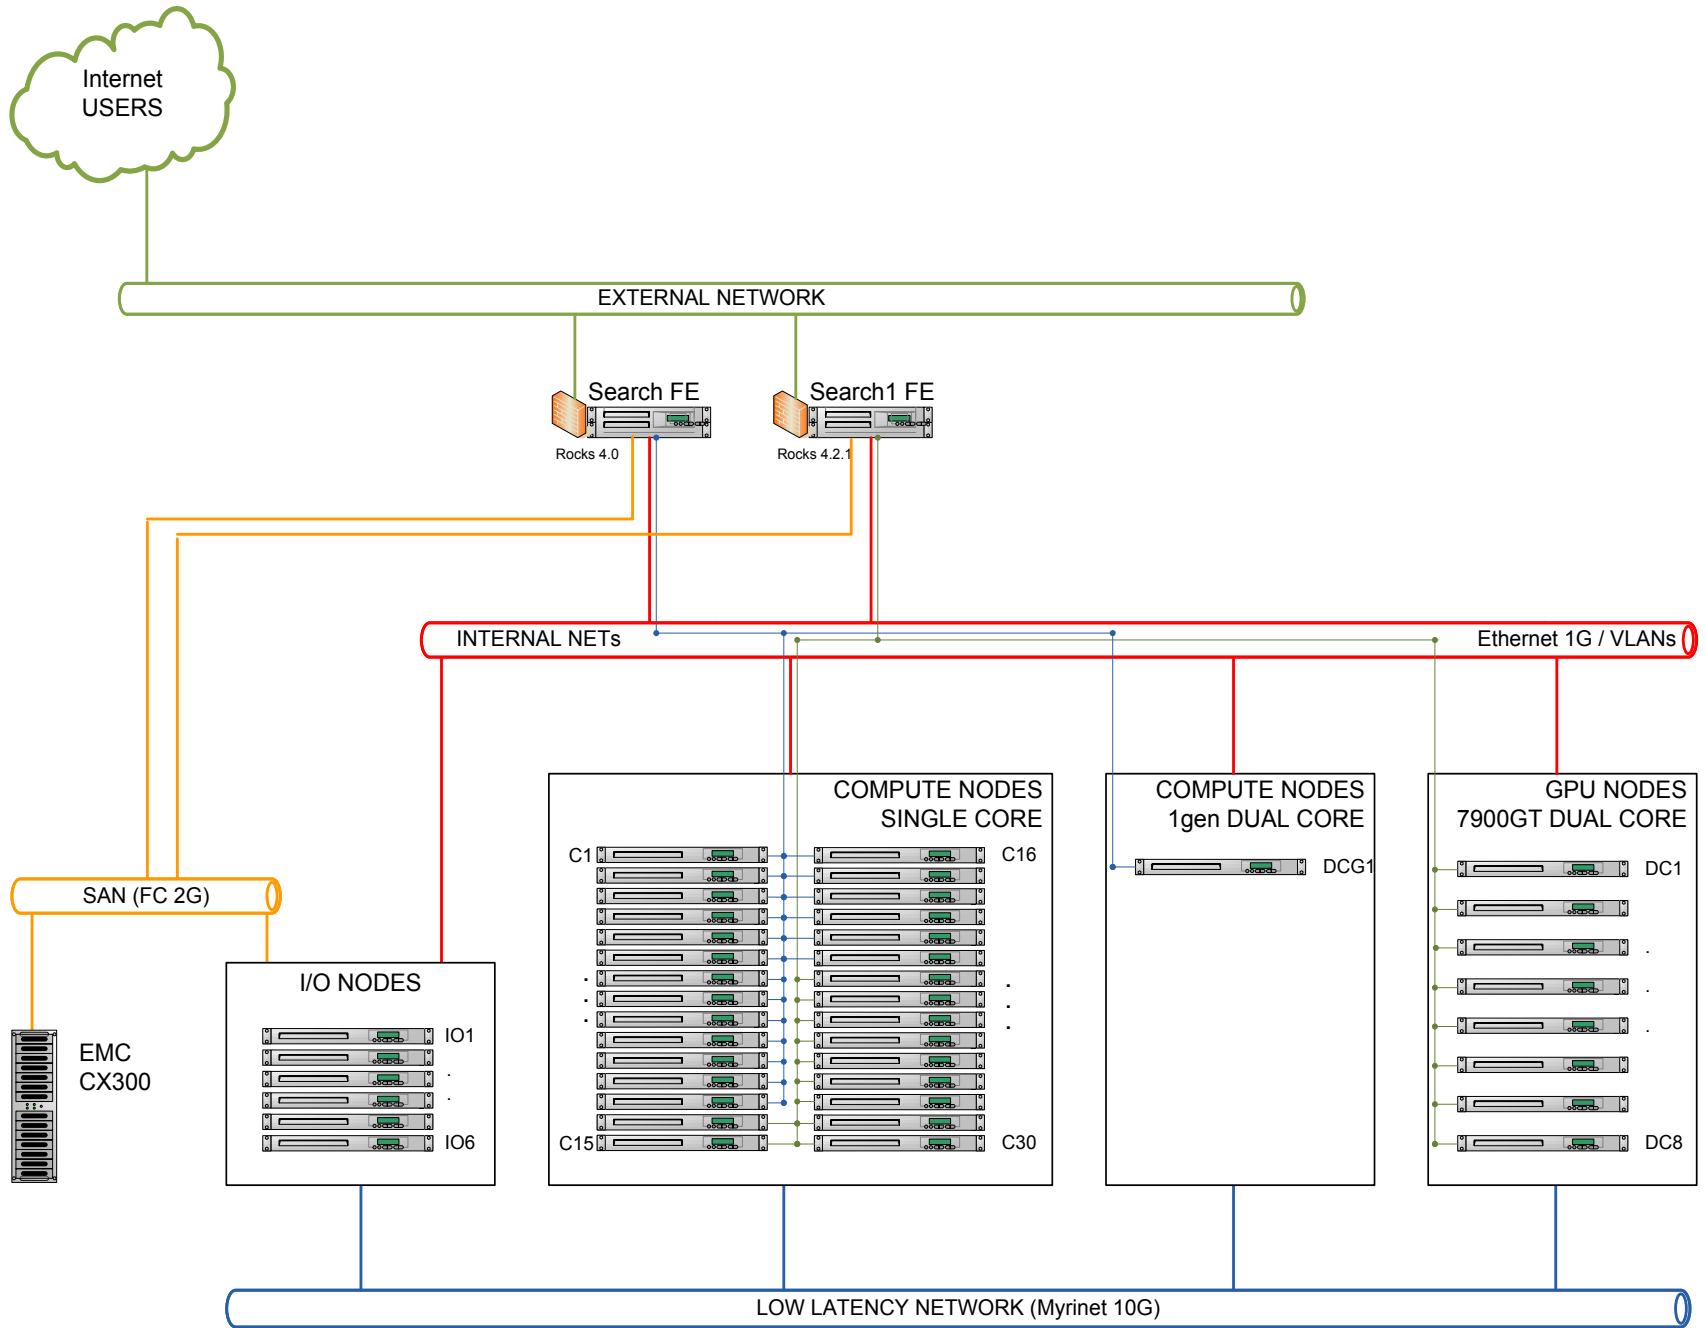 Internet
USERS
EXTERNAL NETWORK
Search FE
Search1 FE
Rocks 4.0
Rocks 4.2.1
INTERNAL NETs
Ethernet 1G / VLANs
COMPUTE NODES
SINGLE CORE
COMPUTE NODES
1gen DUAL CORE
GPU NODES
7900GT DUAL CORE
C1
C16
DCG1
DC1
SAN (FC 2G)
I/O NODES
.
.
.
.
.
.
.
.
.
IO1
EMC
CX300
.
.
IO6
C15
C30
DC8
LOW LATENCY NETWORK (Myrinet 10G)